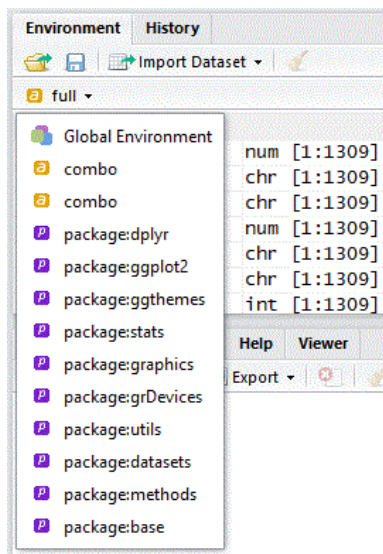 Environment History
Import Dataset
full
Global Environment
combo
num [1:1309]
combo
chr [1:1309]
package:dplyr
chr [1:1309]
package:ggplot2
num [1:1309]
package:ggthemes
chr [1:1309]
package:stats
chr [1:1309]
package:graphics
int [1:1309]
package:grDevices
Help Viewer
package:utils
Export
package:datasets
package:methods
package:base